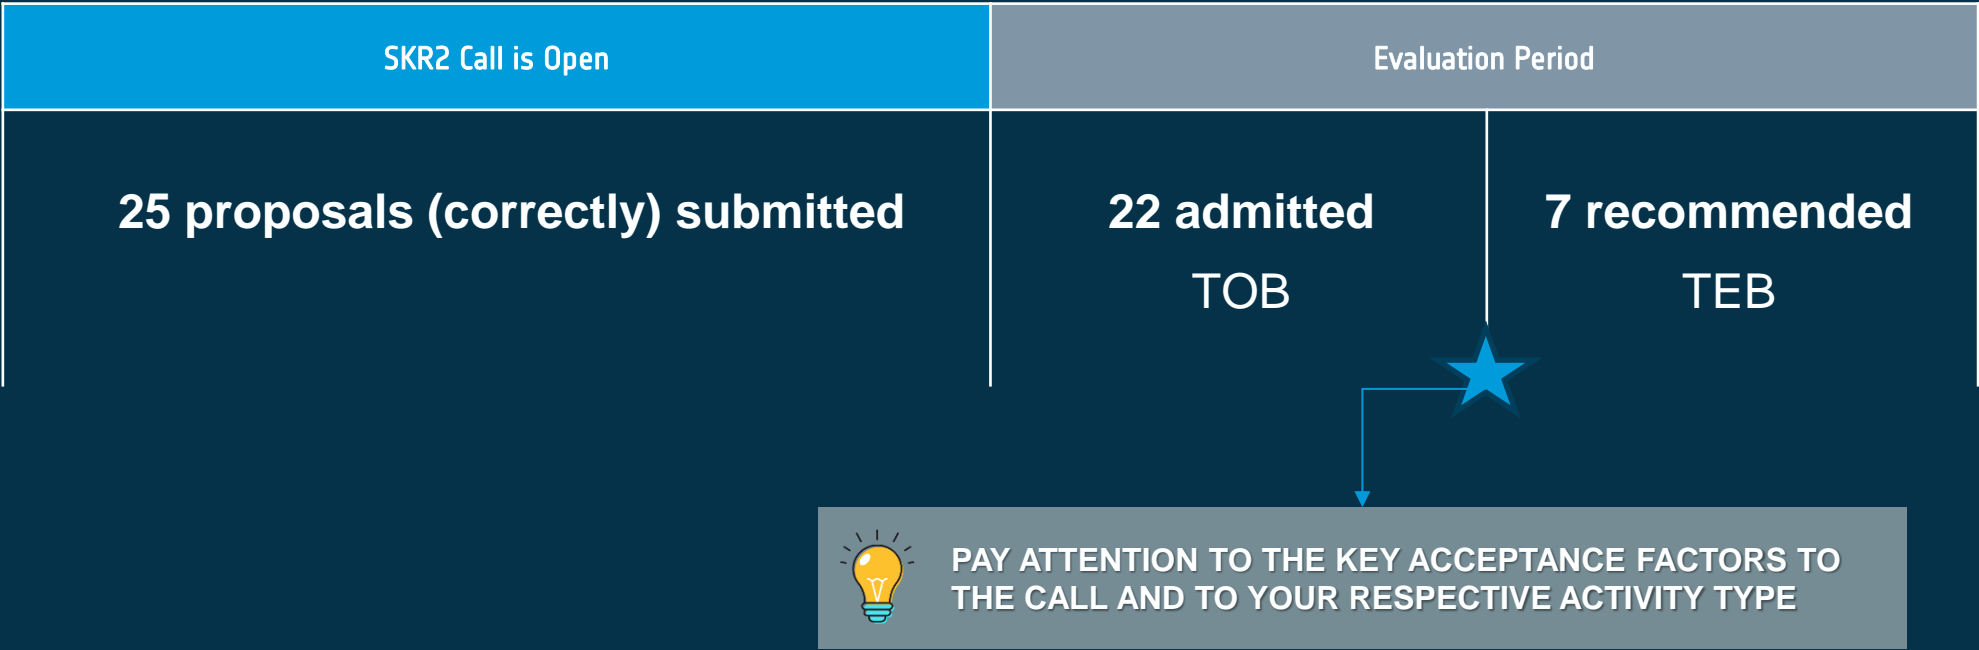 SKR2 Call is Open
Evaluation Period
25 proposals (correctly) submitted
22 admitted
TOB
7 recommended
TEB
PAY ATTENTION TO THE KEY ACCEPTANCE FACTORS TO
THE CALL AND TO YOUR RESPECTIVE ACTIVITY TYPE